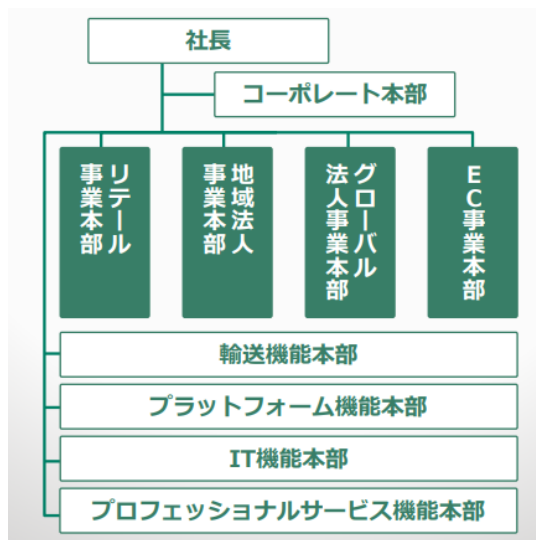 社長
コーポレート本部
リテール
事業本部
地域法人
事業本部
グローバル
法人事業本部
EC事業本部
輸送機能本部
プラットフォーム機能本部
IT機能本部
プロフェッショナルサービス機能本部